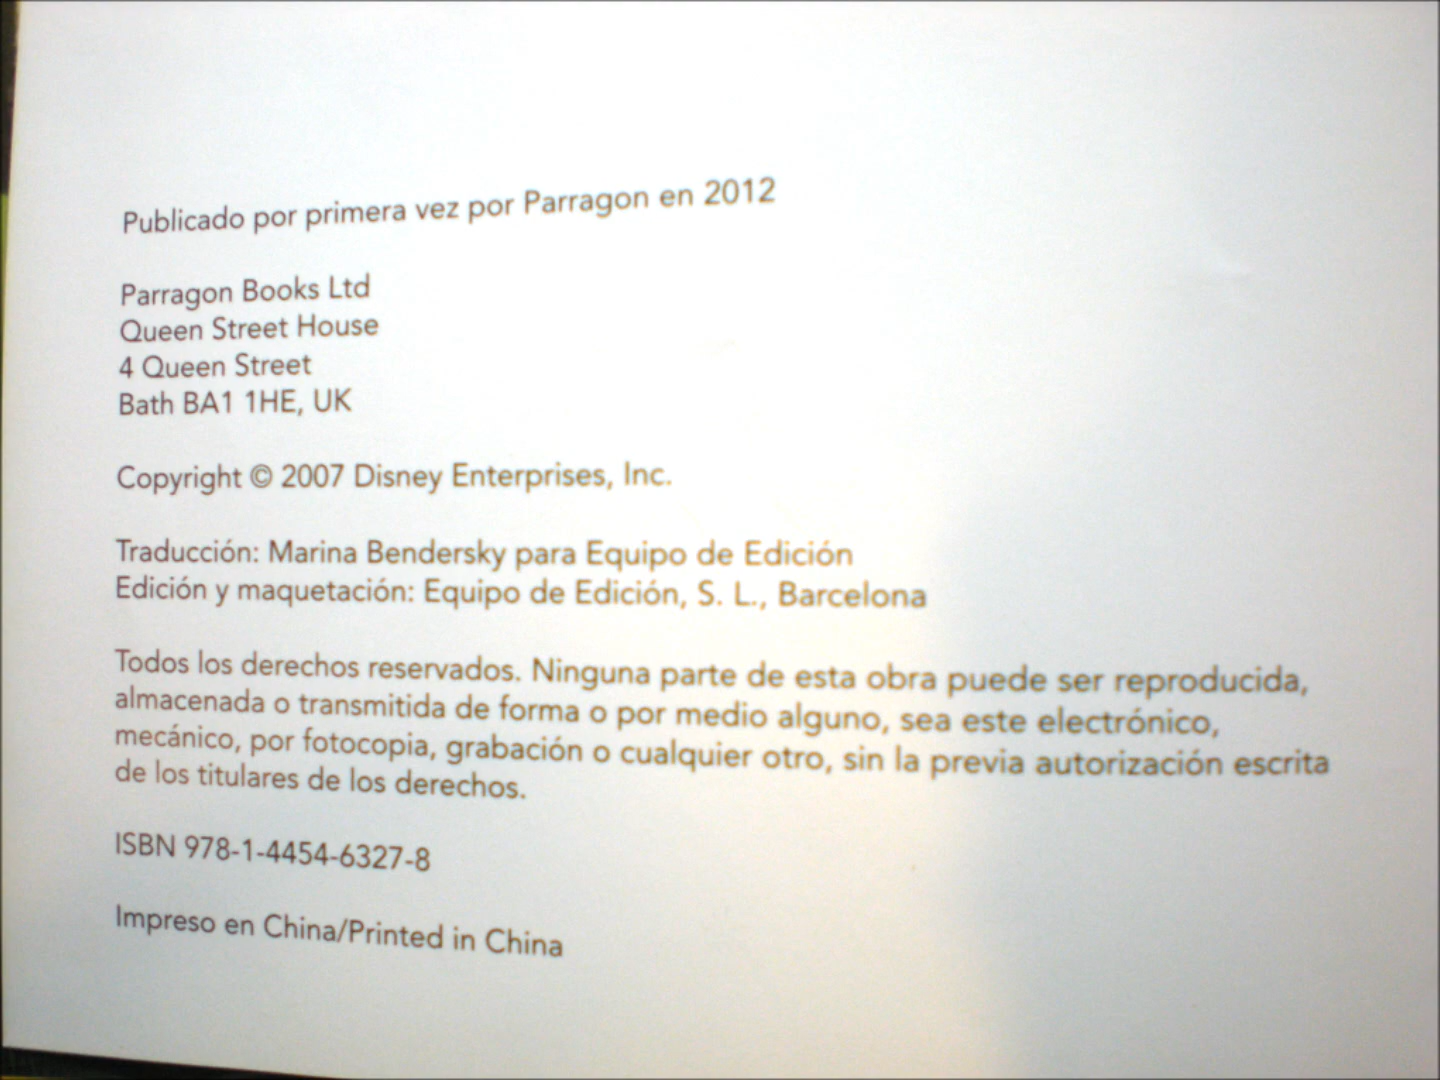 Publicado por primera vez por Parragon en 2012
Parragon Books Ltd
Queen Street House
4 Queen Street
Bath BA1 1HE, UK
Copyright © 2007 Disney Enterprises, Inc.
Traducción: Marina Bendersky para Equipo de Edición
Edición y maquetación: Equipo de Edición, S. L., Barcelona
Todos los derechos reservados. Ninguna parte de esta obra puede ser reproducida,
almacenada o transmitida de forma o por medio alguno, sea este electrónico,
mecánico, por fotocopia, grabación o cualquier otro, sin la previa autorización escrita
de los titulares de los derechos.
ISBN 978-1-4454-6327-8
Impreso en China/Printed in China